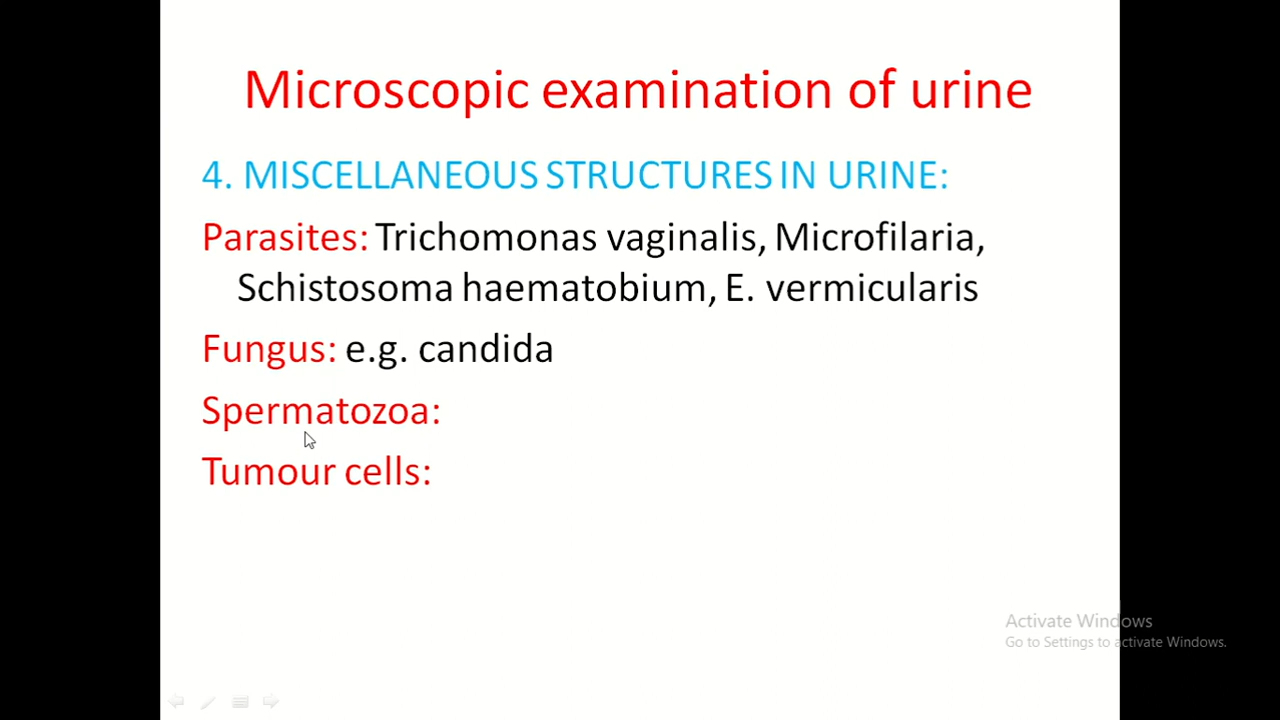 Microscopic examination of urine
4. MISCELLANEOUS STRUCTURES IN URINE:
Parasites: Trichomonas vaginalis, Microfilaria,
Schistosoma haematobium, E. vermicularis
Fungus: e.g. candida
Spermatozoa:
Tumour cells:
Activate Windows
Go to Settings to activate Windows.